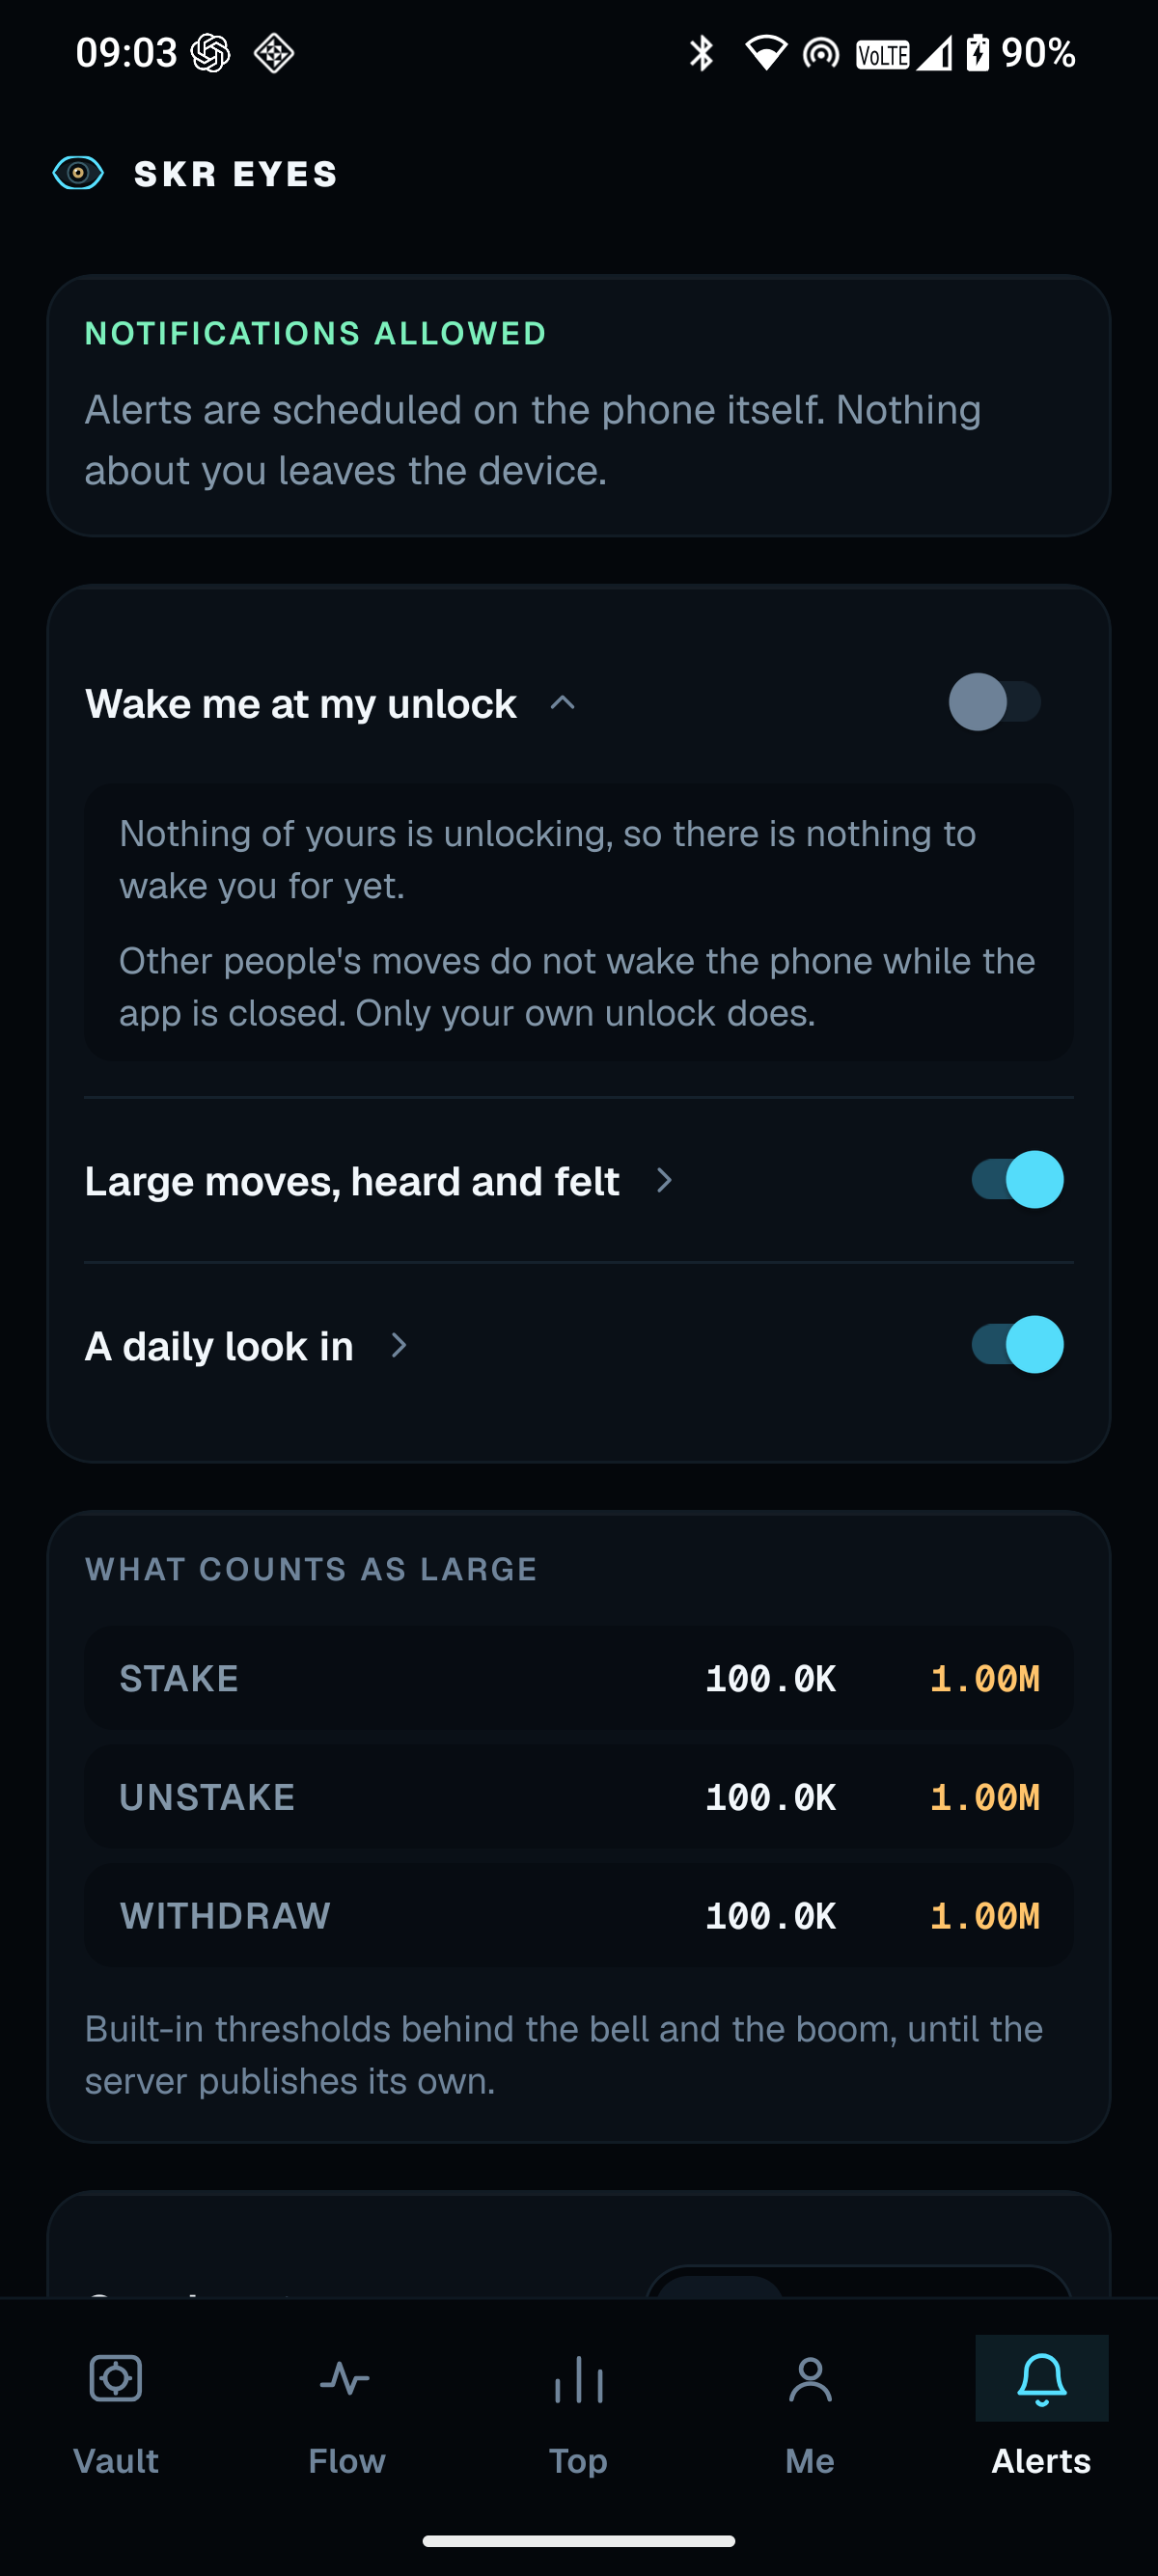 09:03
VoLTE
90%
SKR EYES
NOTIFICATIONS ALLOWED
Alerts are scheduled on the phone itself. Nothing
about you leaves the device.
Wake me at my unlock
Nothing of yours is unlocking, so there is nothing to
wake you for yet.
Other people's moves do not wake the phone while the
app is closed. Only your own unlock does.
Large moves, heard and felt
A daily look in
WHAT COUNTS AS LARGE
STAKE 100.0K 1.00M
UNSTAKE 100.0K 1.00M
WITHDRAW 100.0K 1.00M
Built-in thresholds behind the bell and the boom, until the
server publishes its own.
Vault Flow Top Me Alerts